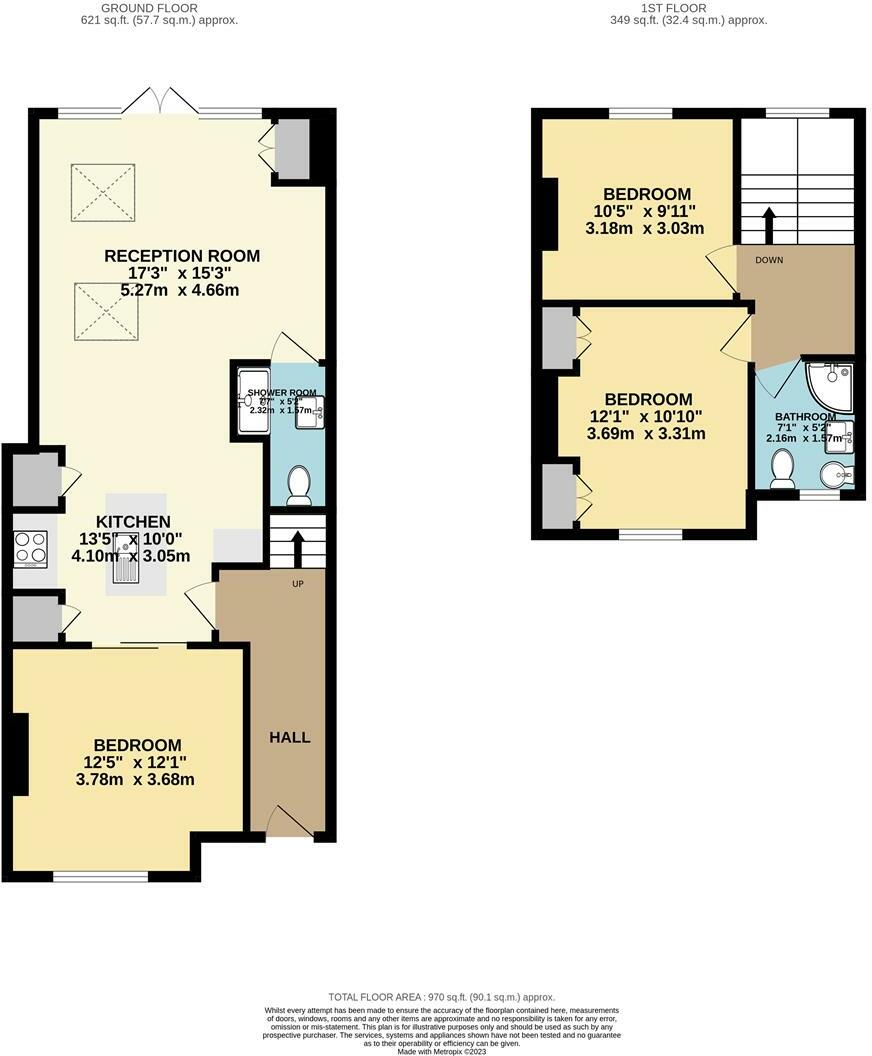 GROUND FLOOR
621 sq.ft. (57.7 sq.m.) approx.
1ST FLOOR
349 sq.ft. (32.4 sq.m.) approx.
RECEPTION ROOM
17'3" x 15'3"
5.27m x 4.66m
SHOWER ROOM
x 5'2"
2.32m x 1.57m
KITCHEN
13'5" x 10'0"
4.10m x 3.05m
UP
HALL
BEDROOM
12'5" x 12'1"
3.78m x 3.68m
BEDROOM
10'5" x 9'11"
3.18m x 3.03m
DOWN
BEDROOM
12'1" x 10'10"
3.69m x 3.31m
BATHROOM
7'1" x 5'2"
2.16m x 1.57m
TOTAL FLOOR AREA : 970 sq.ft. (90.1 sq.m.) approx.
Whilst every attempt has been made to ensure the accuracy of the floorplan contained here, measurements
of doors, windows, rooms and any other items are approximate and no responsibility is taken for any error,
omission or mis-statement. This plan is for illustrative purposes only and should be used as such by any
prospective purchaser. The services, systems and appliances shown have not been tested and no guarantee
as to their operability or efficiency can be given.
Made with Metropix ©2023